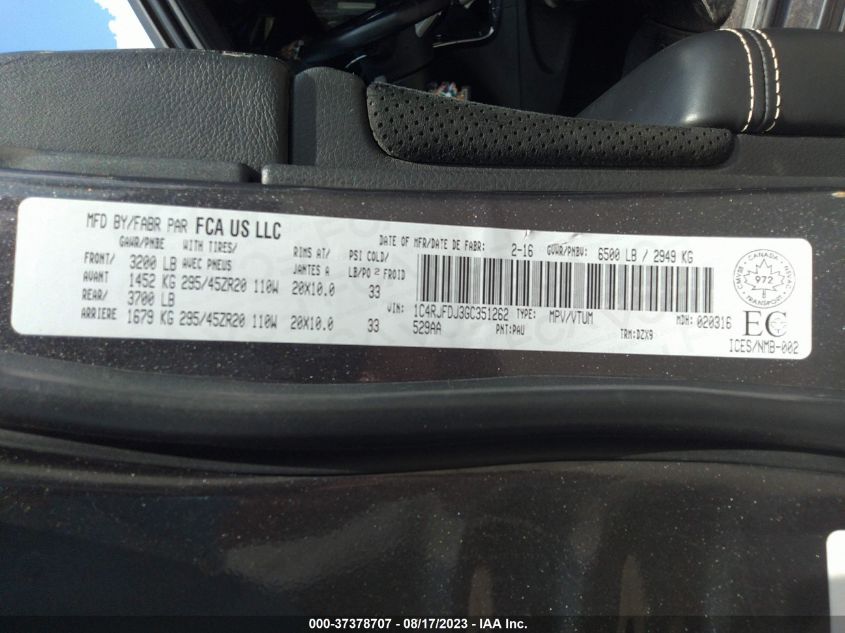 MFD BY/FABR PAR FCA US LLC
DATE OF MFR/DATE DE FABR: 2-16 GVWR/PNBV: 6500 LB / 2949 KG
GAWR/PNBE WITH TIRES/ RIMS AT/ PSI COLD/
FRONT/ 3200 LB AVEC PNEUS JANTES A LB/PO² FROID
AVANT 1452 KG 295/45ZR20 110W 20X10.0 33
REAR/ 3700 LB
ARRIERE 1679 KG 295/45ZR20 110W 20X10.0 33
VIN: 1C4RJFDJ3GC351262 TYPE: MPV/VTUM MDH: 020316
529AA PNT: PAU TRM: DZX9
CANADA
972
EC
ICES/NMB-002
000-37378707 - 08/17/2023 - IAA Inc.